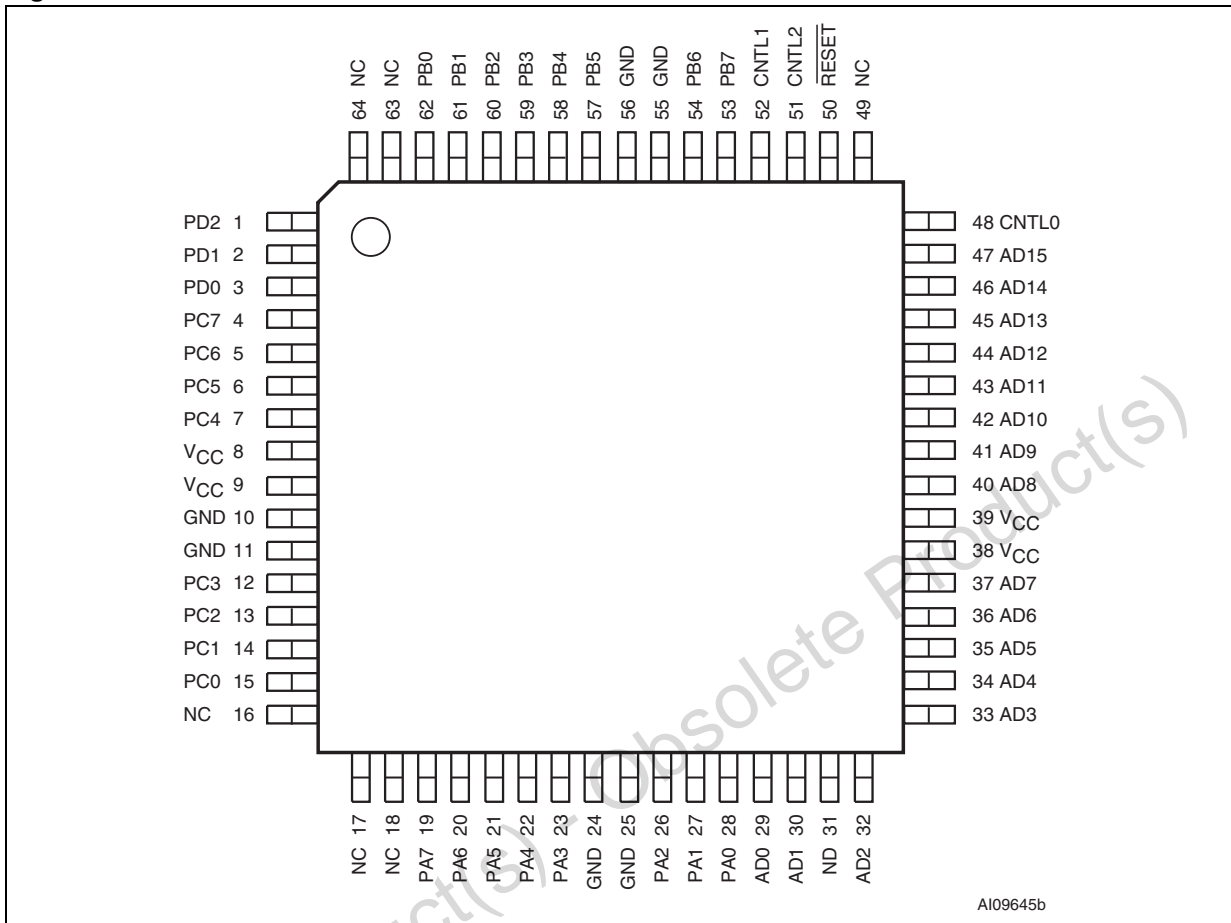 64 NC
63 NC
62 PB0
61 PB1
60 PB2
59 PB3
58 PB4
57 PB5
56 GND
55 GND
54 PB6
53 PB7
52 CNTL1
51 CNTL2
50 RESET
49 NC
PD2 1
PD1 2
PD0 3
PC7 4
PC6 5
PC5 6
PC4 7
VCC 8
VCC 9
GND 10
GND 11
PC3 12
PC2 13
PC1 14
PC0 15
NC 16
48 CNTL0
47 AD15
46 AD14
45 AD13
44 AD12
43 AD11
42 AD10
41 AD9
40 AD8
39 VCC
38 VCC
37 AD7
36 AD6
35 AD5
34 AD4
33 AD3
NC 17
NC 18
PA7 19
PA6 20
PA5 21
PA4 22
PA3 23
GND 24
GND 25
PA2 26
PA1 27
PA0 28
AD0 29
AD1 30
ND 31
AD2 32
AI09645b
uct(s) - Obsolete Product(s)